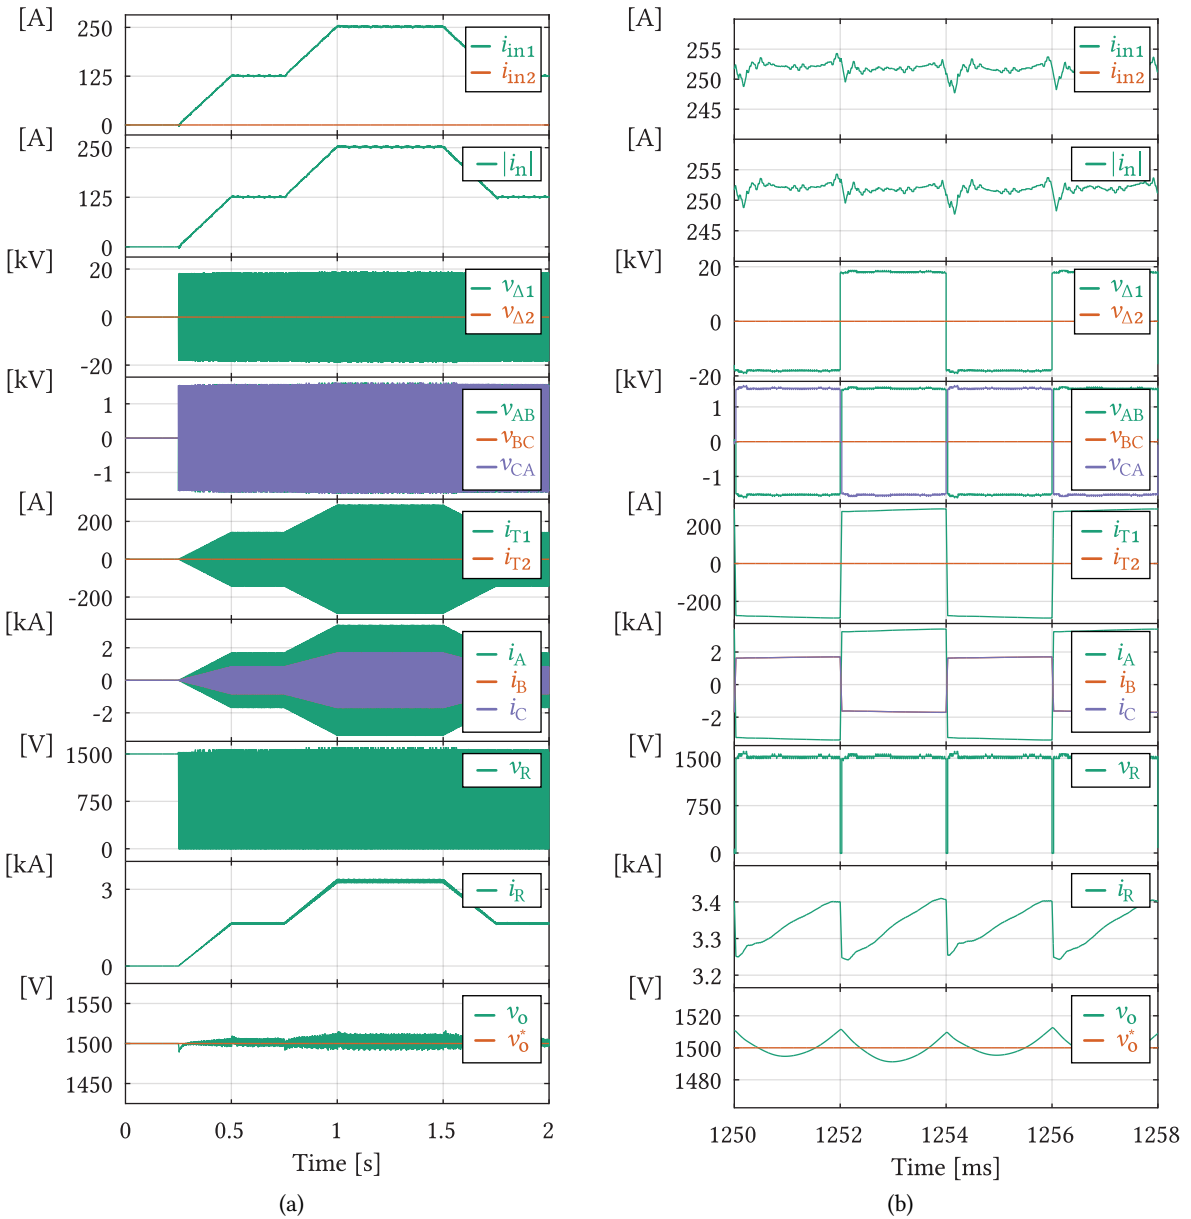 [A]
250
125
0
i_in1
i_in2
[A]
250
125
0
|i_n|
[kV]
20
0
-20
v_Δ1
v_Δ2
[kV]
1
0
-1
v_AB
v_BC
v_CA
[A]
200
0
-200
i_T1
i_T2
[kA]
2
0
-2
i_A
i_B
i_C
[V]
1500
750
0
v_R
[kA]
3
0
i_R
[V]
1550
1500
1450
v_o
v_o^*
0 0.5 1 1.5 2
Time [s]
(a)
[A]
255
250
245
i_in1
i_in2
[A]
255
250
245
|i_n|
[kV]
20
0
-20
v_Δ1
v_Δ2
[kV]
1
0
-1
v_AB
v_BC
v_CA
[A]
200
0
-200
i_T1
i_T2
[kA]
2
0
-2
i_A
i_B
i_C
[V]
1500
750
0
v_R
[kA]
3.4
3.3
3.2
i_R
[V]
1520
1500
1480
v_o
v_o^*
1250 1252 1254 1256 1258
Time [ms]
(b)